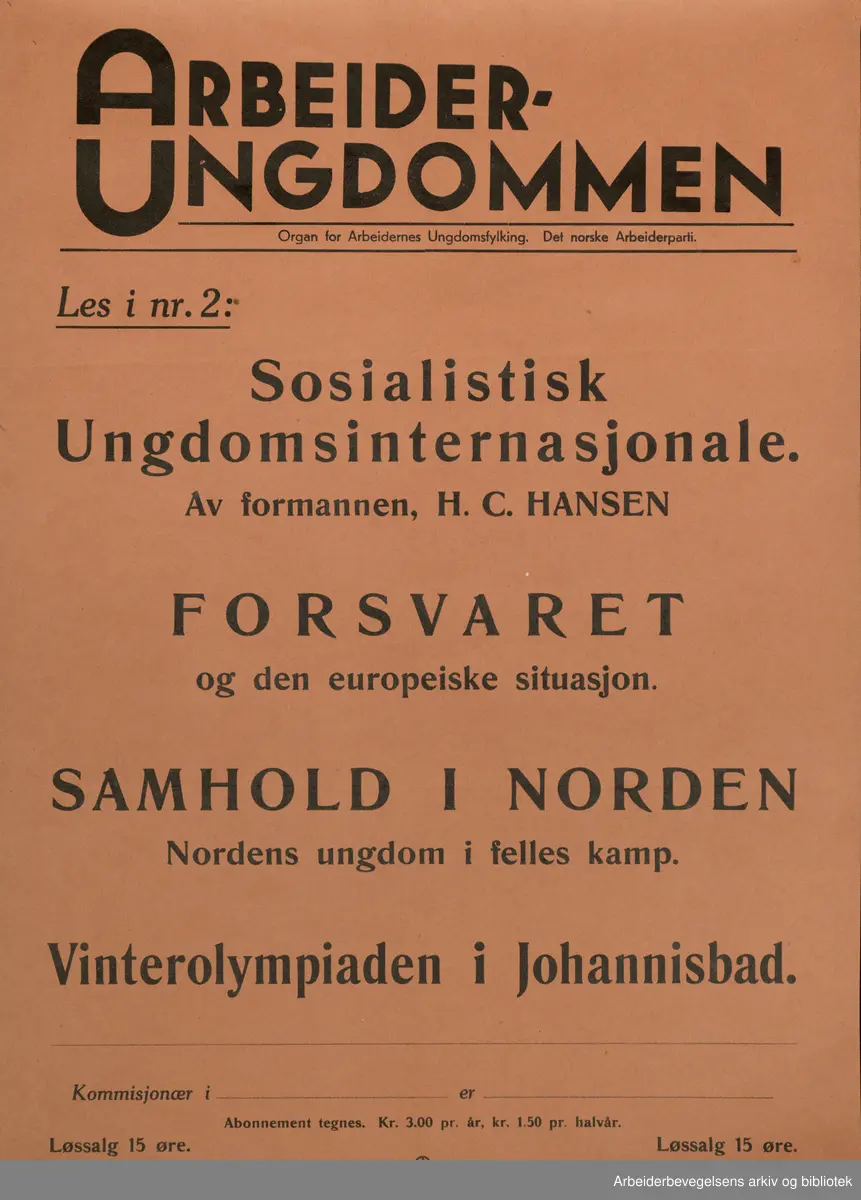 ARBEIDER-
UNGDOMMEN
Organ for Arbeidernes Ungdomsfylking. Det norske Arbeiderparti.
Les i nr. 2:
Sosialistisk
Ungdomsinternasjonale.
Av formannen, H. C. HANSEN
FORSVARET
og den europeiske situasjon.
SAMHOLD I NORDEN
Nordens ungdom i felles kamp.
Vinterolympiaden i Johannisbad.
Kommisjonær i er
Abonnement tegnes. Kr. 3.00 pr. år, kr. 1.50 pr. halvår.
Løssalg 15 øre. Løssalg 15 øre.
Arbeiderbevegelsens arkiv og bibliotek